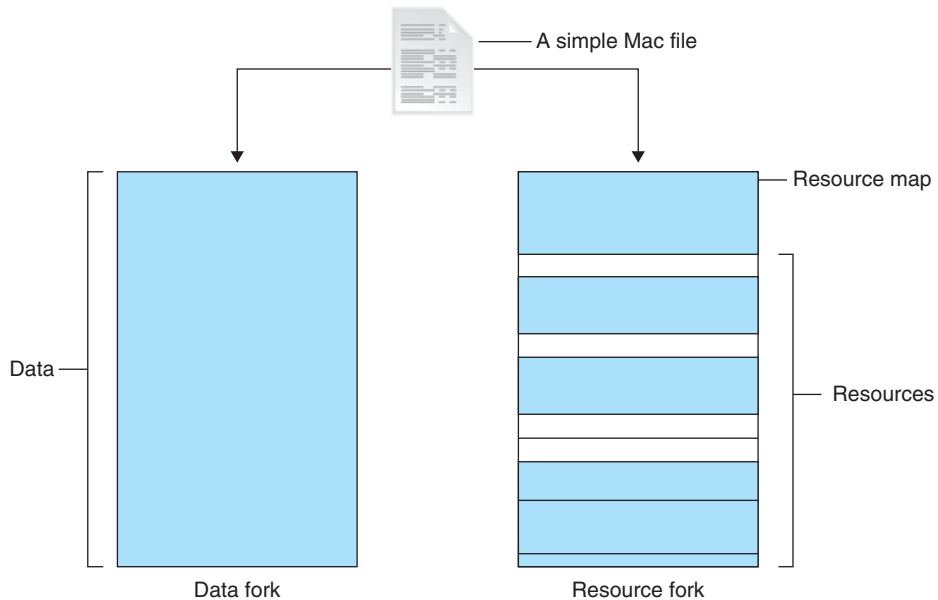 A simple Mac file
Resource map
Data
Resources
Data fork
Resource fork